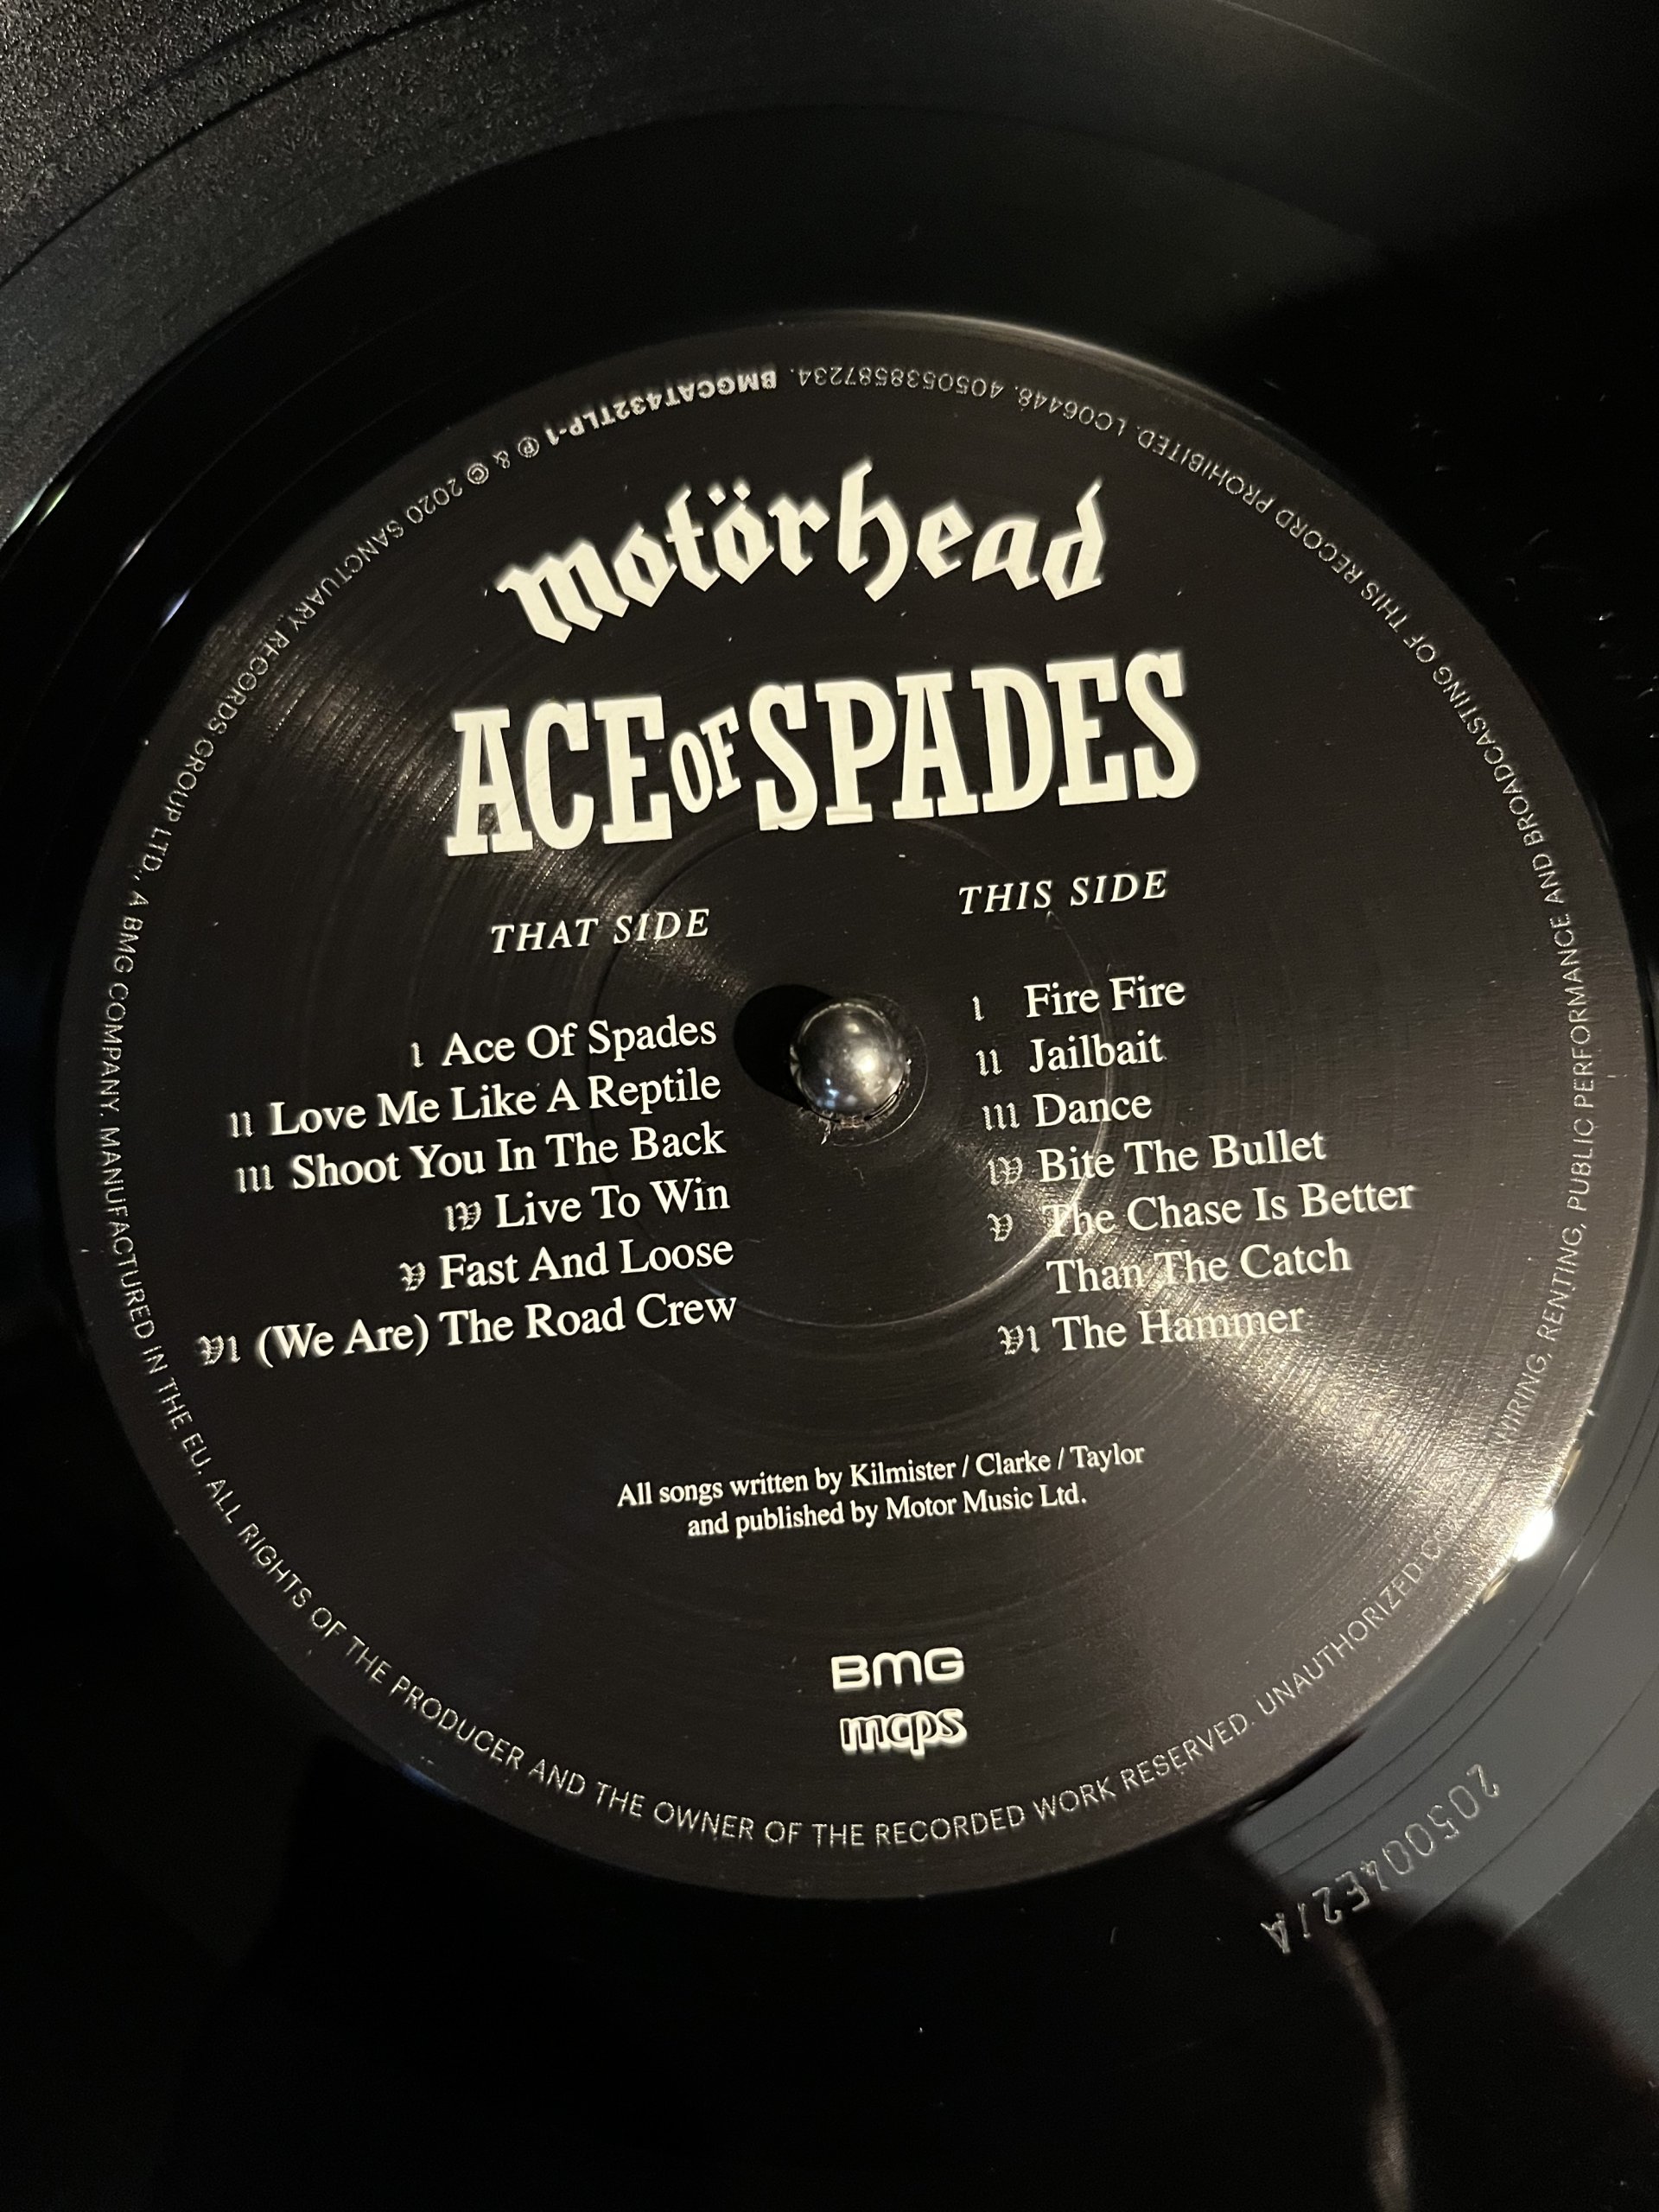 motörhead
ACE OF SPADES
THAT SIDE
I Ace Of Spades
II Love Me Like A Reptile
III Shoot You In The Back
IV Live To Win
V Fast And Loose
VI (We Are) The Road Crew
THIS SIDE
I Fire Fire
II Jailbait
III Dance
IV Bite The Bullet
V The Chase Is Better
Than The Catch
VI The Hammer
All songs written by Kilmister / Clarke / Taylor
and published by Motor Music Ltd.
BMG
mcps
BMGCAT432TLP-1 ℗ & © 2020 SANCTUARY RECORDS GROUP LTD., A BMG COMPANY. MANUFACTURED IN THE EU. ALL RIGHTS OF THE PRODUCER AND THE OWNER OF THE RECORDED WORK RESERVED. UNAUTHORIZED HIRING, RENTING, PUBLIC PERFORMANCE AND BROADCASTING OF THIS RECORD PROHIBITED. LC06448. 4050538587234.
205004E2/A